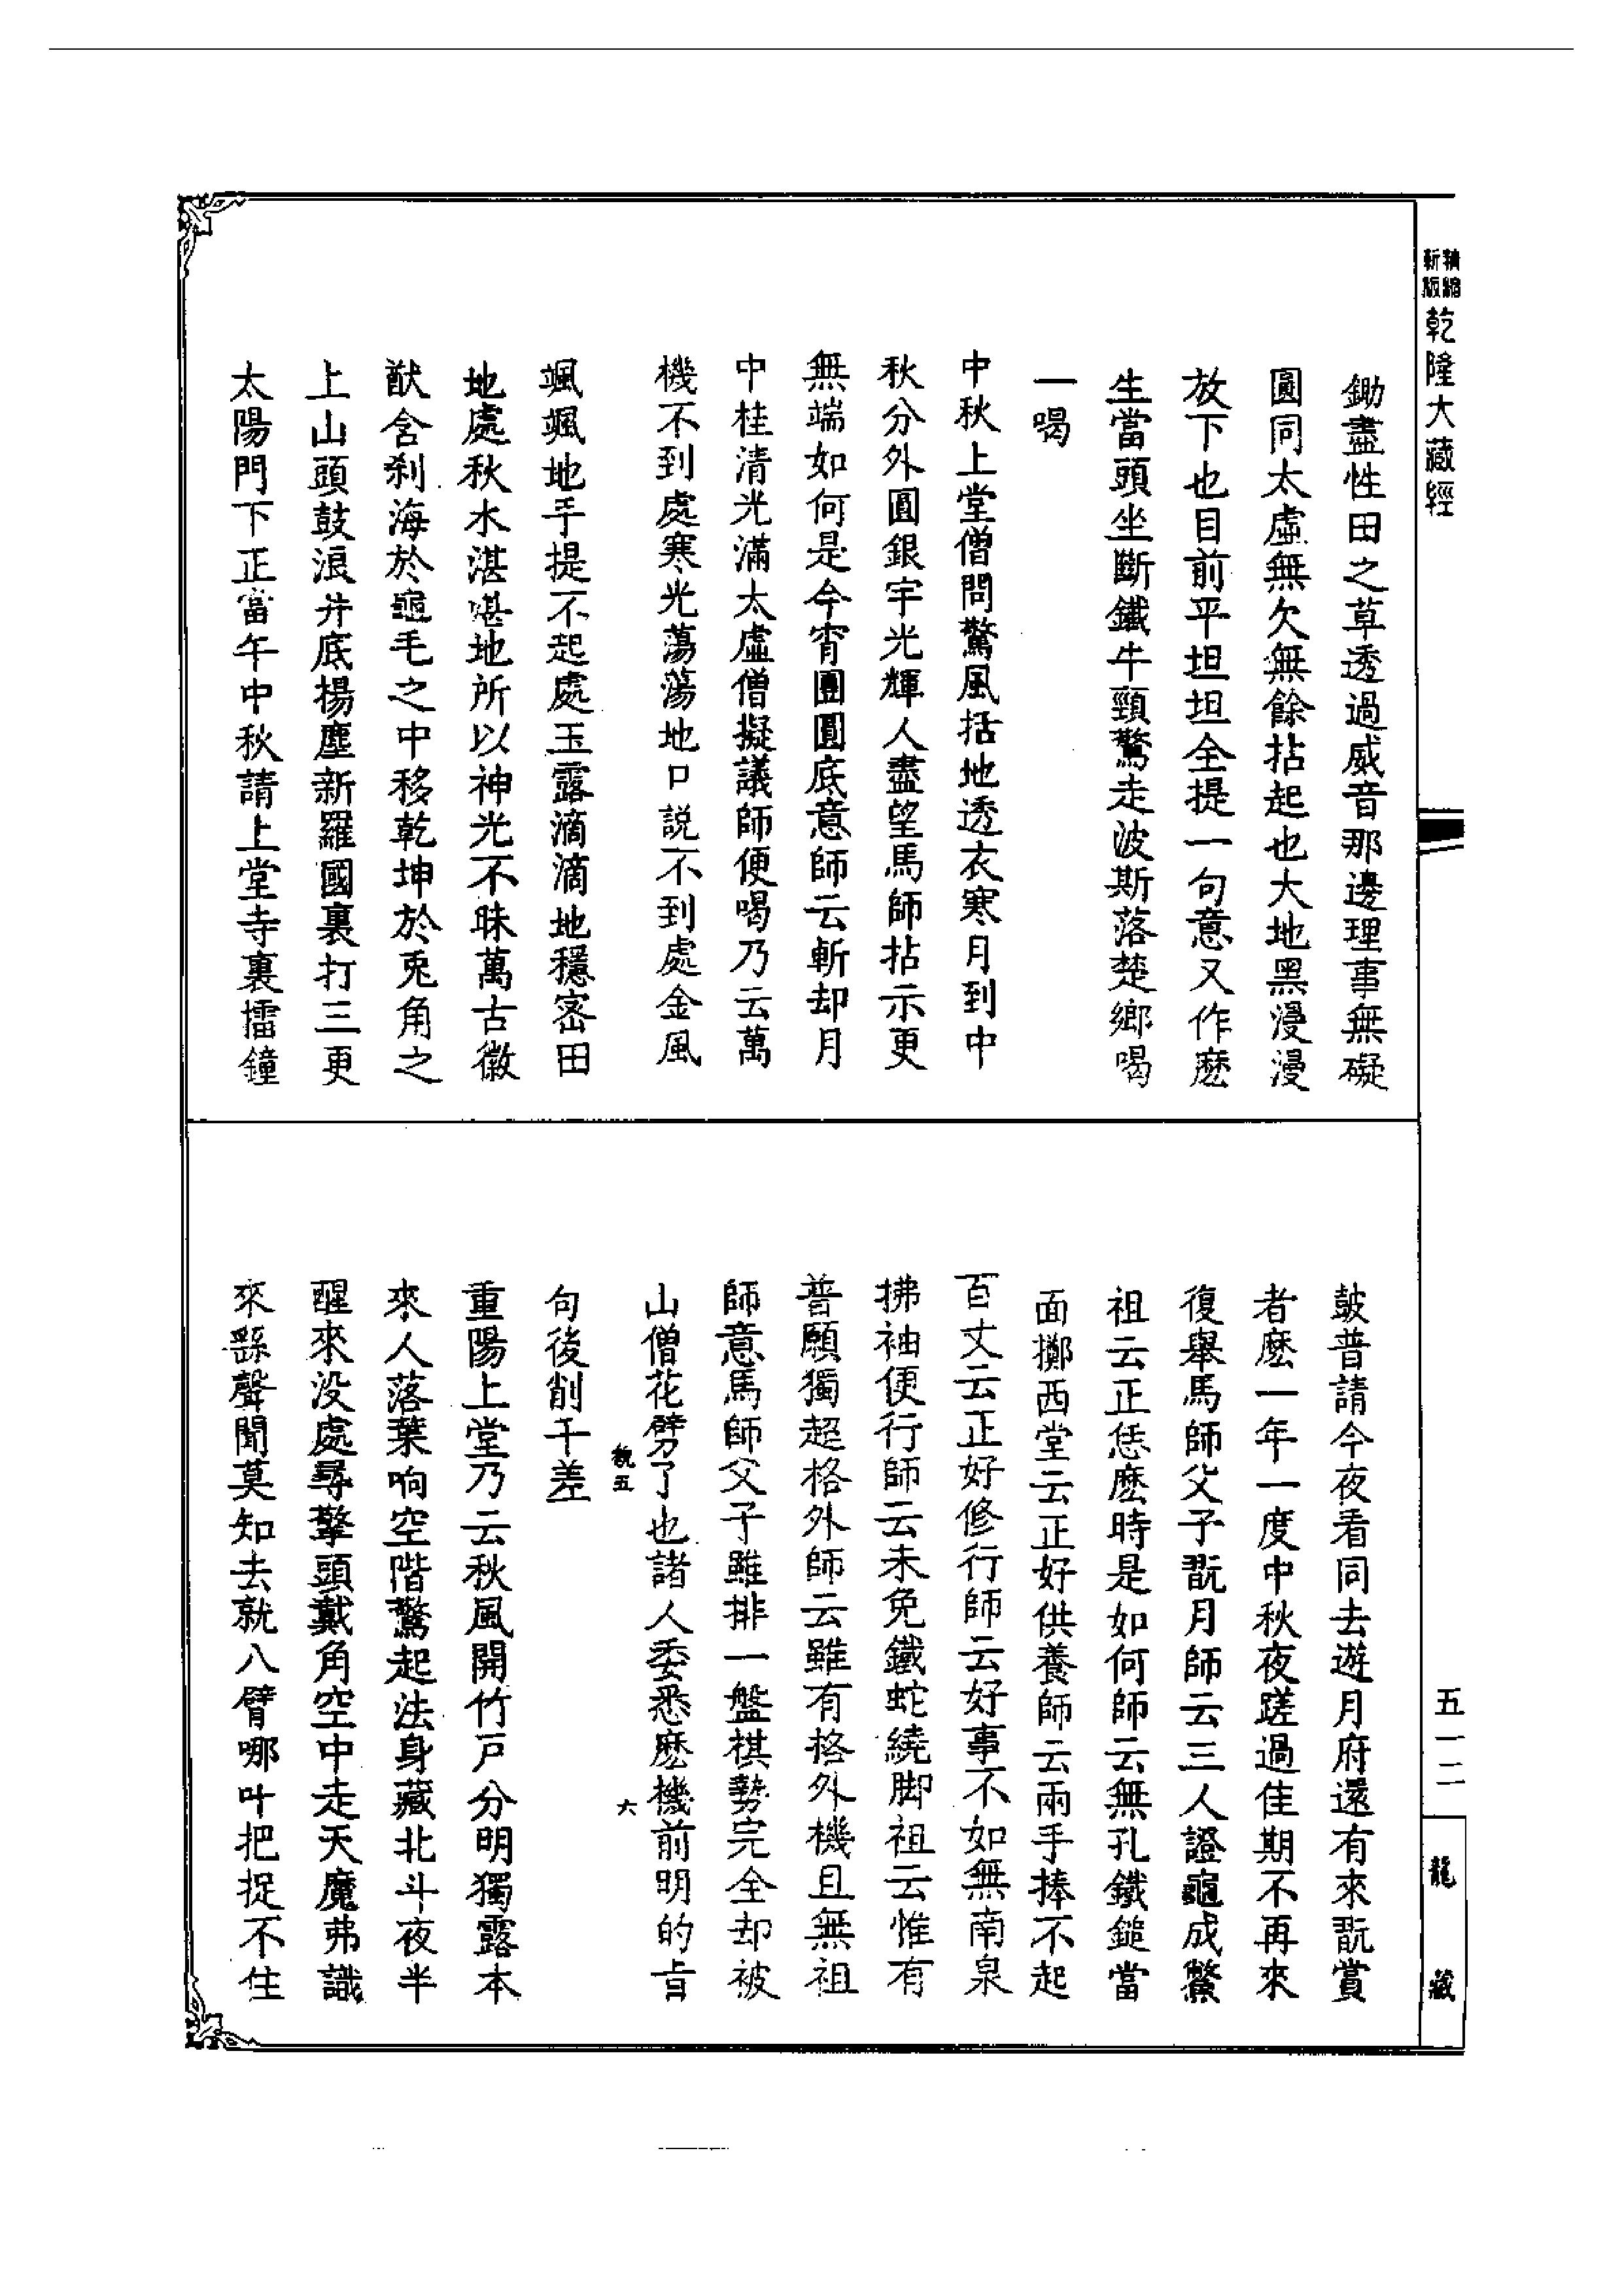 精縮新版乾隆大藏經
鋤盡性田之草透過威音那邊理事無礙
圓同太虛無欠無餘拈起也大地黑漫漫
放下也目前平坦坦全提一句意又作麼
生當頭坐斷鐵牛頸驚走波斯落楚鄉喝
一喝
中秋上堂僧問驚風括地透衣寒月到中
秋分外圓銀宇光輝人盡望馬師拈示更
無端如何是今宵團圓底意師云斬却月
中桂清光滿太虛僧擬議師便喝乃云萬
機不到處寒光蕩蕩地口說不到處金風
颯颯地手提不起處玉露滴滴地穩密田
地處秋水湛湛地所以神光不昧萬古徽
猷含剎海於龜毛之中移乾坤於兎角之
上山頭鼓浪井底揚塵新羅國裏打三更
太陽門下正當午中秋請上堂寺裏擂鐘
皷普請今夜看同去遊月府還有來翫賞
者麼一年一度中秋夜蹉過佳期不再來
復舉馬師父子翫月師云三人證龜成鱉
祖云正恁麼時是如何師云無孔鐵鎚當
面擲西堂云正好供養師云兩手捧不起
百丈云正好修行師云好事不如無南泉
拂袖便行師云未免鐵蛇繞脚祖云惟有
普願獨超格外師云雖有格外機且無祖
師意馬師父子雖排一盤棋勢完全却被
山僧花劈了也諸人委悉麼機前明的旨
貌五 六
句後削千差
重陽上堂乃云秋風開竹戸分明獨露本
來人落葉响空階驚起法身藏北斗夜半
醒來没處尋擎頭戴角空中走天魔弗識
來繇聲聞莫知去就八臂哪吒把捉不住
五一二
龍藏